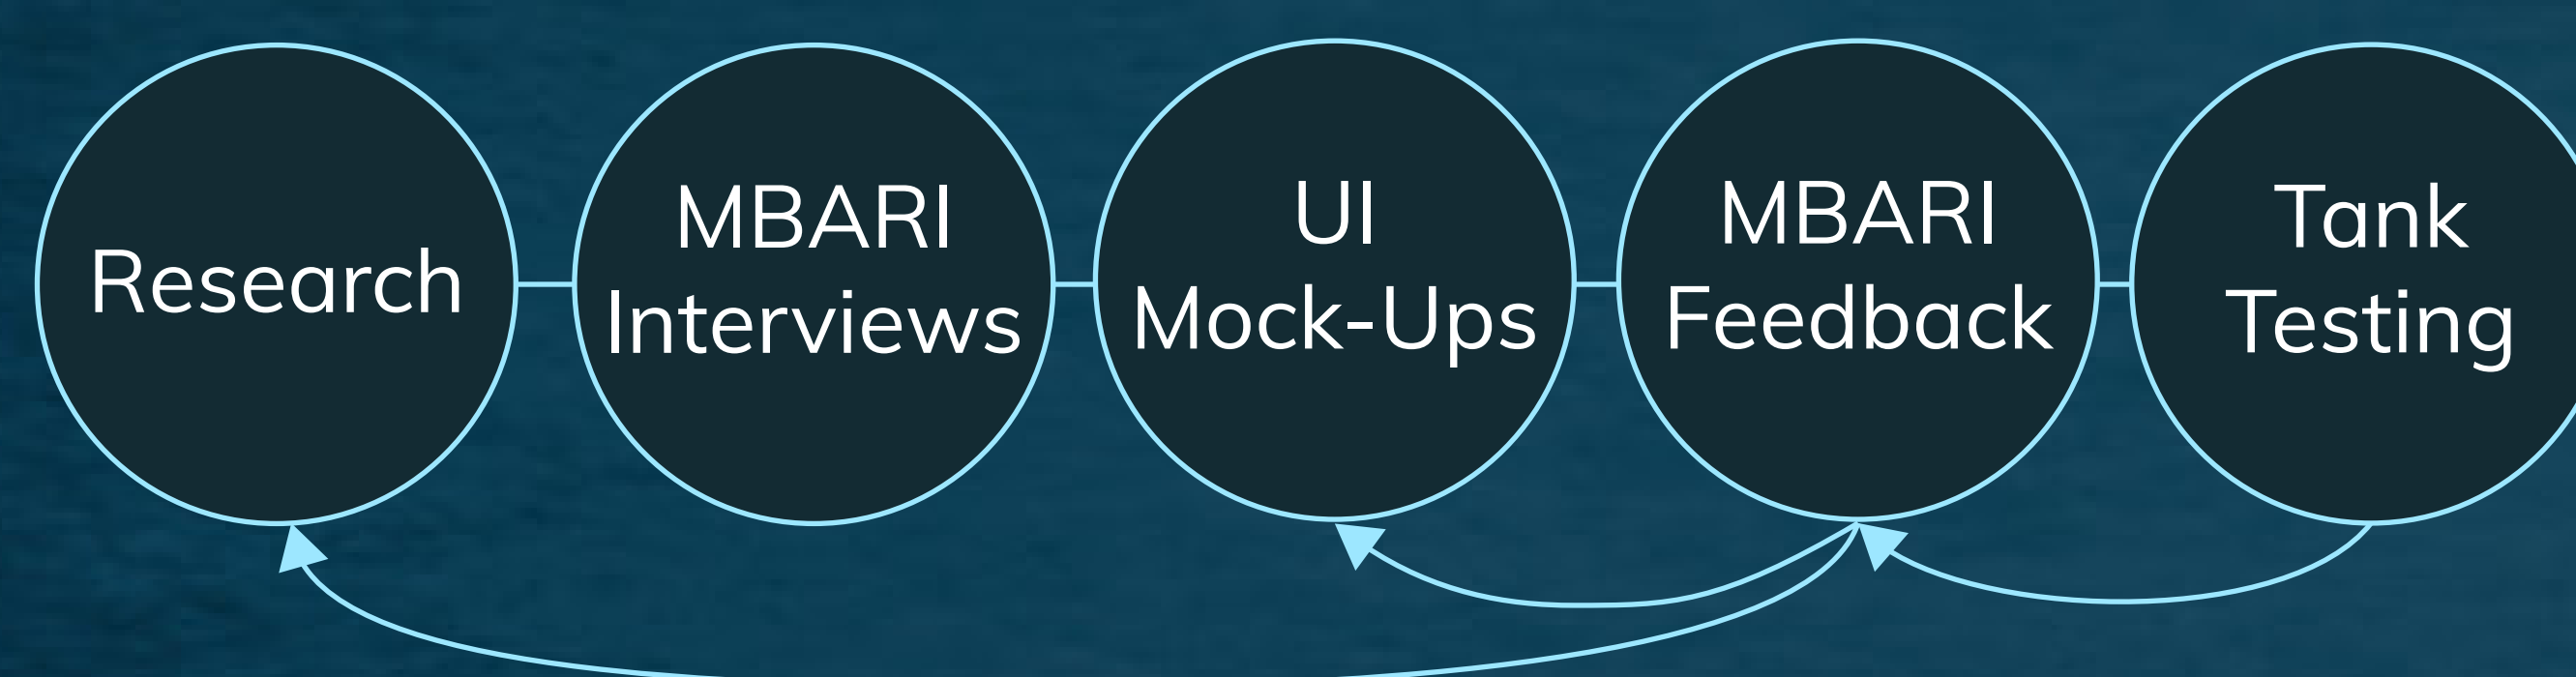 Research
MBARI
Interviews
UI
Mock-Ups
MBARI
Feedback
Tank
Testing